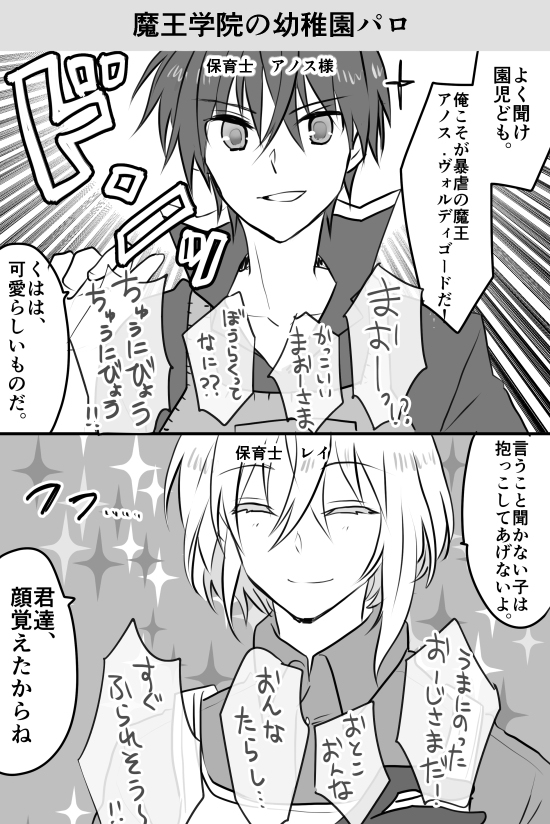 魔王学院の幼稚園パロ
保育士 アノス様
よく聞け
園児ども。
俺こそが暴虐の魔王
アノス・ヴォルディゴードだ！
ドドン
ッ
まおーっ!?
かっこいい
まおーさま
ぼうらくって
なに??
ちゅうにびょう
ちゅうにびょう
!!
くはは、
可愛らしいものだ。
保育士 レイ
言うこと聞かない子は
抱っこしてあげないよ。
フフ……
うまにのった
おーじさまだー！
おとこ
おんな
おんな
たらし…
すぐ
ふられそう〜
!!
君達、
顔覚えたからね